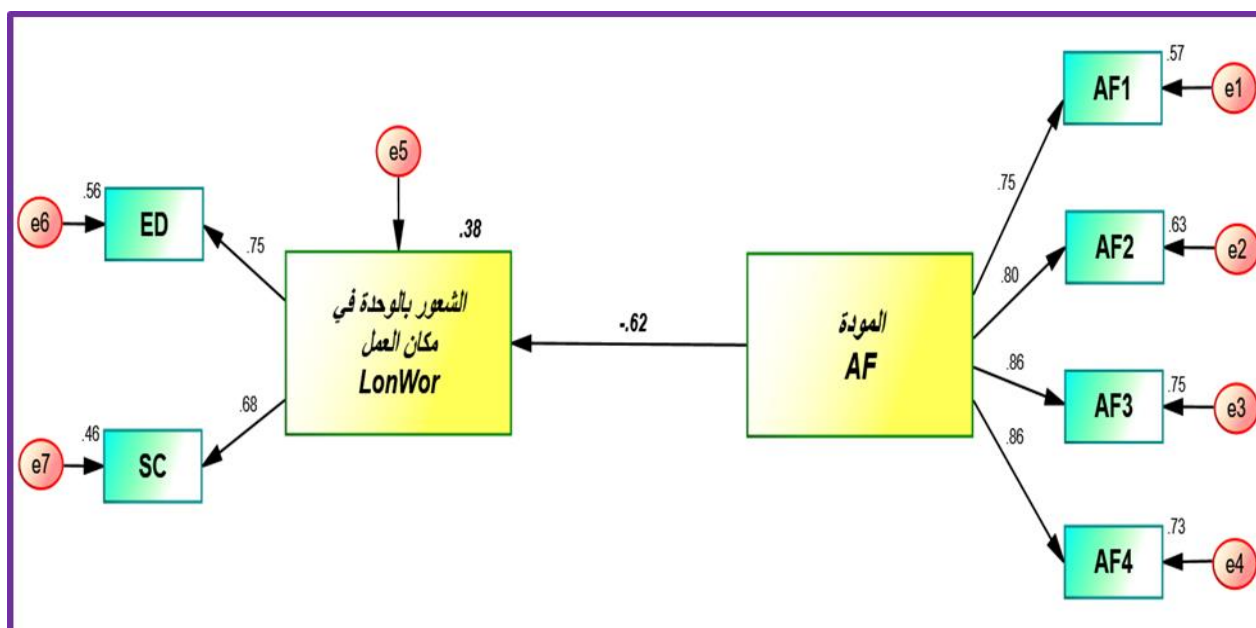 .57
AF1
e1
e5
.75
.56
ED
e6
.38
.63
AF2
e2
.75
.80
الشعور بالوحدة في
مكان العمل
LonWor
-.62
المودة
AF
.86
.75
AF3
e3
.68
.86
.46
SC
e7
.73
AF4
e4